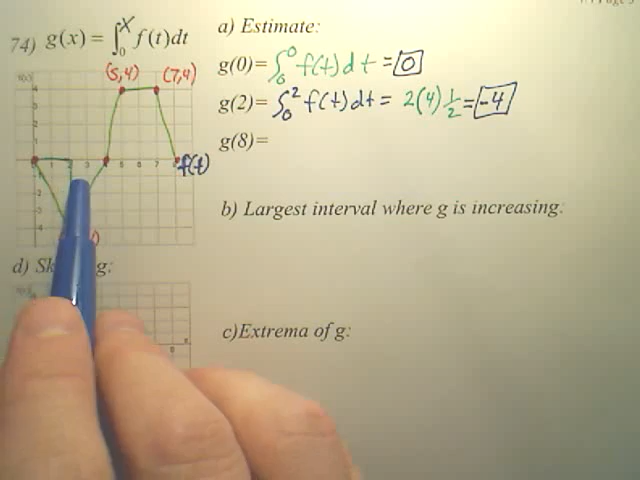 74) g(x) = ∫₀ˣ f(t)dt
a) Estimate:
g(0)= ∫₀⁰ f(t)dt = 0
g(2)= ∫₀² f(t)dt = 2(4)½ = -4
g(8)=
(5,4) (7,4)
f(t)
b) Largest interval where g is increasing:
c)Extrema of g:
d) g: